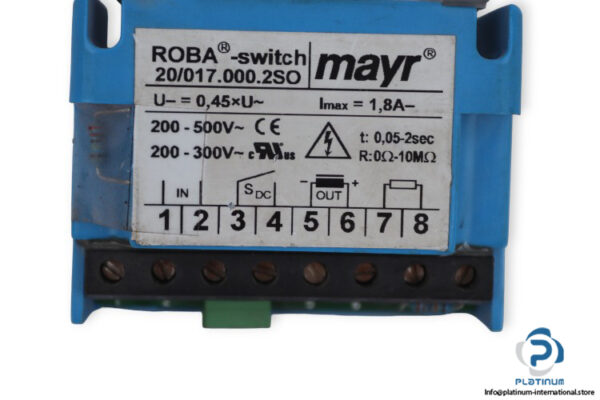 ROBA®-switch
20/017.000.2SO
mayr®
U– = 0,45×U~ Imax = 1,8A–
200 - 500V~ CE
200 - 300V~ c UR us
t: 0,05-2sec
R:0Ω-10MΩ
IN SDC – + OUT
1 2 3 4 5 6 7 8
PLATINUM
Info@platinum-international.store